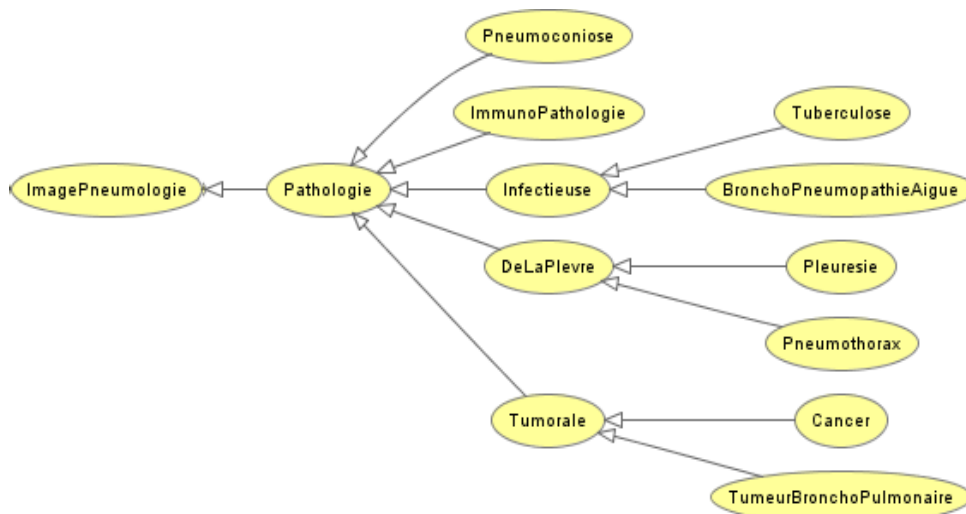 Pneumoconiose
ImmunoPathologie
Tuberculose
ImagePneumologie
Pathologie
Infectieuse
BronchoPneumopathieAigue
DeLaPlevre
Pleuresie
Pneumothorax
Tumorale
Cancer
TumeurBronchoPulmonaire